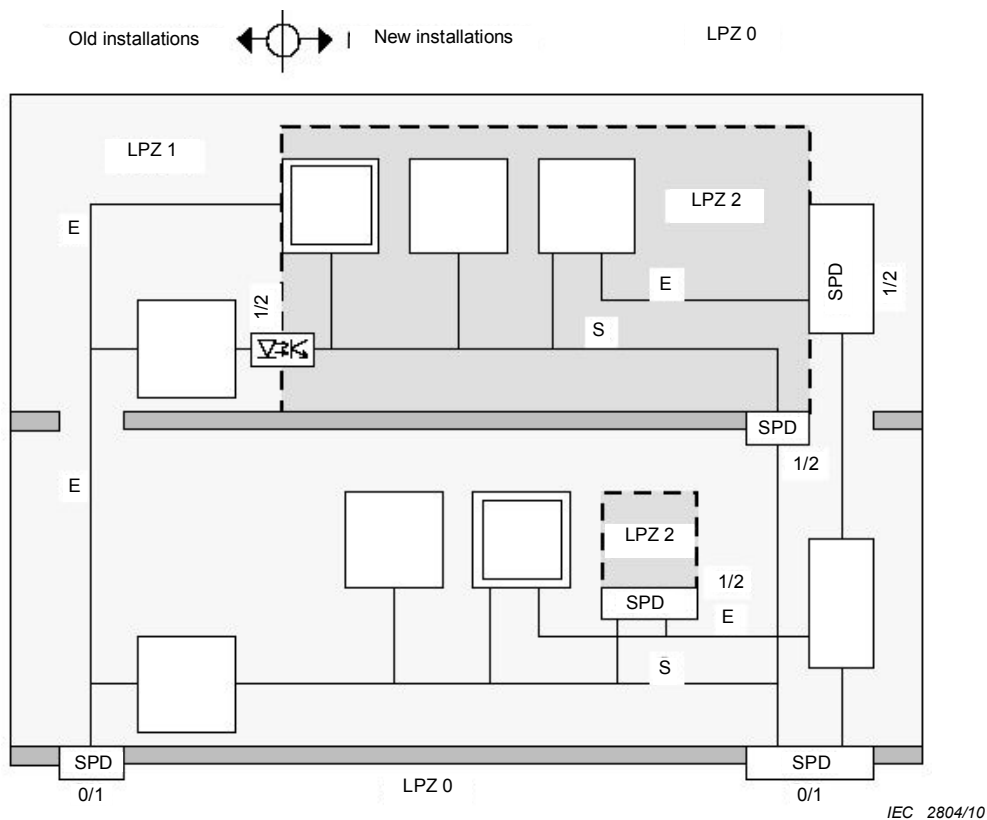 Old installations
New installations
LPZ 0
LPZ 1
LPZ 2
E
SPD
1/2
E
1/2
S
SPD
1/2
E
LPZ 2
1/2
SPD
E
S
SPD
SPD
0/1
LPZ 0
0/1
IEC 2804/10